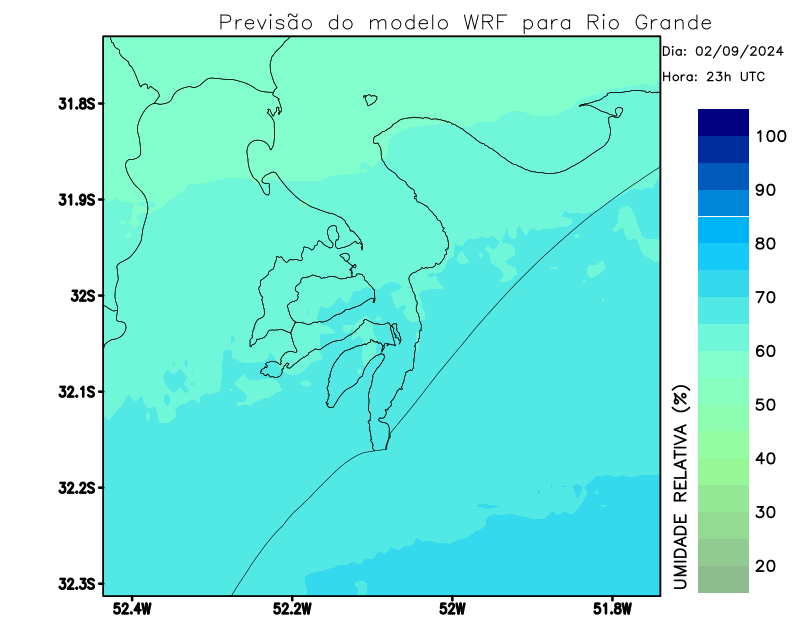 Previsão do modelo WRF para Rio Grande
Dia: 02/09/2024
Hora: 23h UTC
31.8S
31.9S
32S
32.1S
32.2S
32.3S
52.4W
52.2W
52W
51.8W
100
90
80
70
60
50
40
30
20
UMIDADE RELATIVA (%)